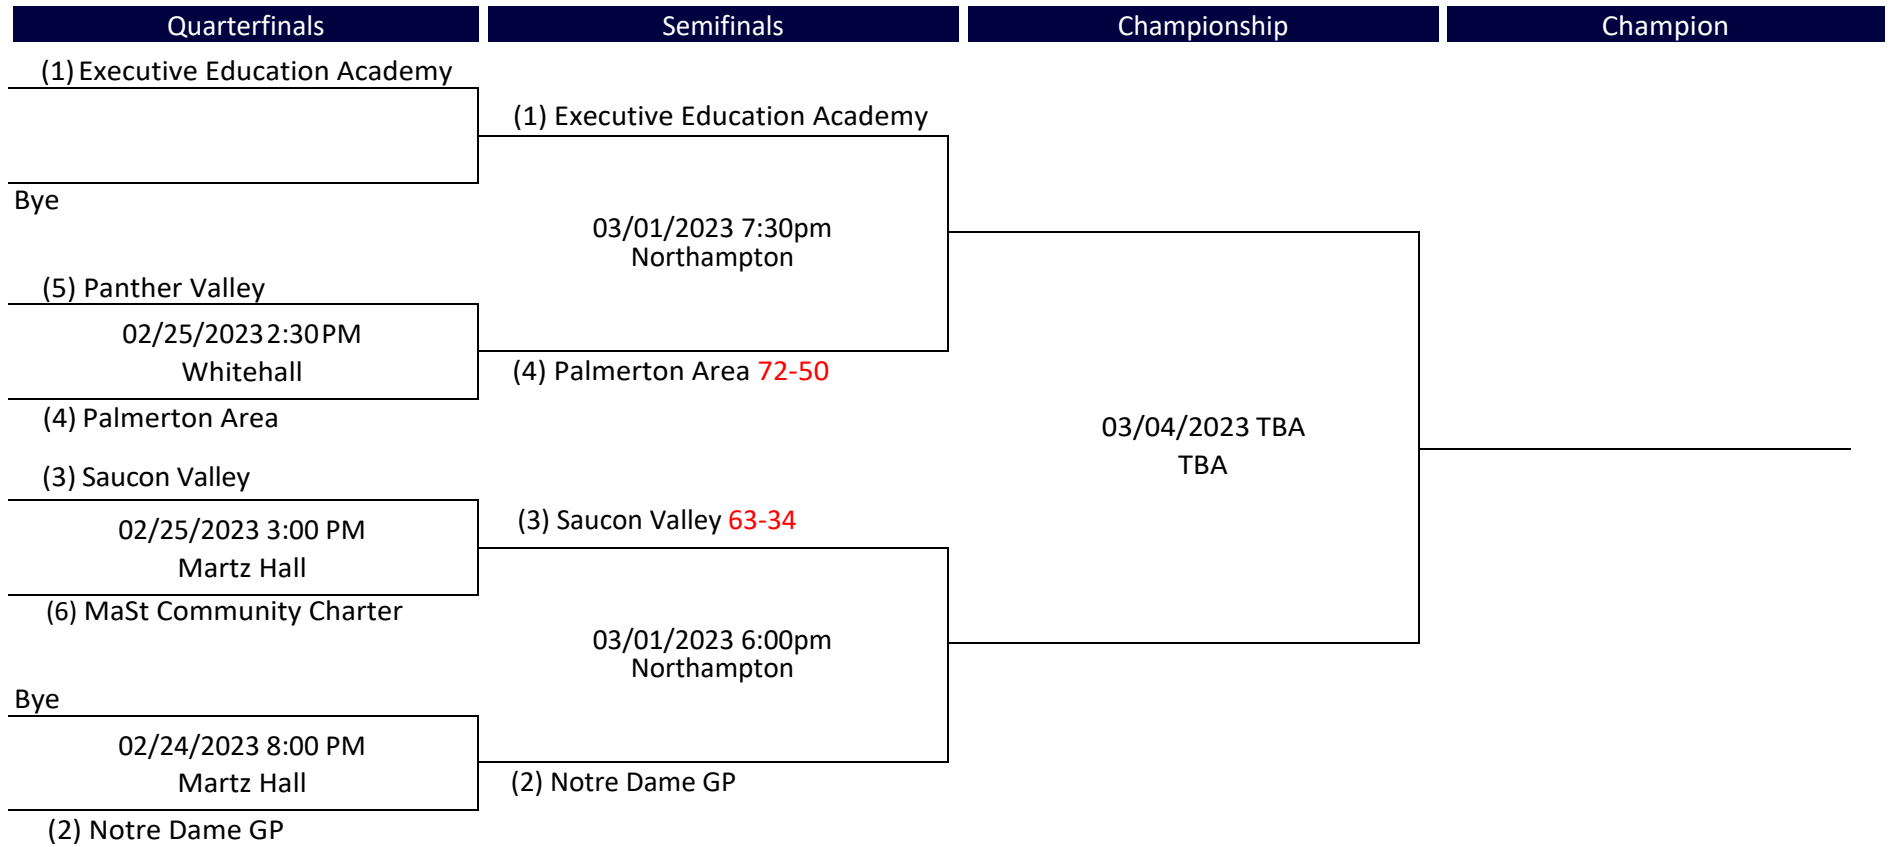 Quarterfinals
Semifinals
Championship
Champion
(1) Executive Education Academy
Bye
(5) Panther Valley
02/25/2023 2:30 PM
Whitehall
(4) Palmerton Area
(3) Saucon Valley
02/25/2023 3:00 PM
Martz Hall
(6) MaSt Community Charter
Bye
02/24/2023 8:00 PM
Martz Hall
(2) Notre Dame GP
(1) Executive Education Academy
03/01/2023 7:30pm
Northampton
(4) Palmerton Area 72-50
(3) Saucon Valley 63-34
03/01/2023 6:00pm
Northampton
(2) Notre Dame GP
03/04/2023 TBA
TBA